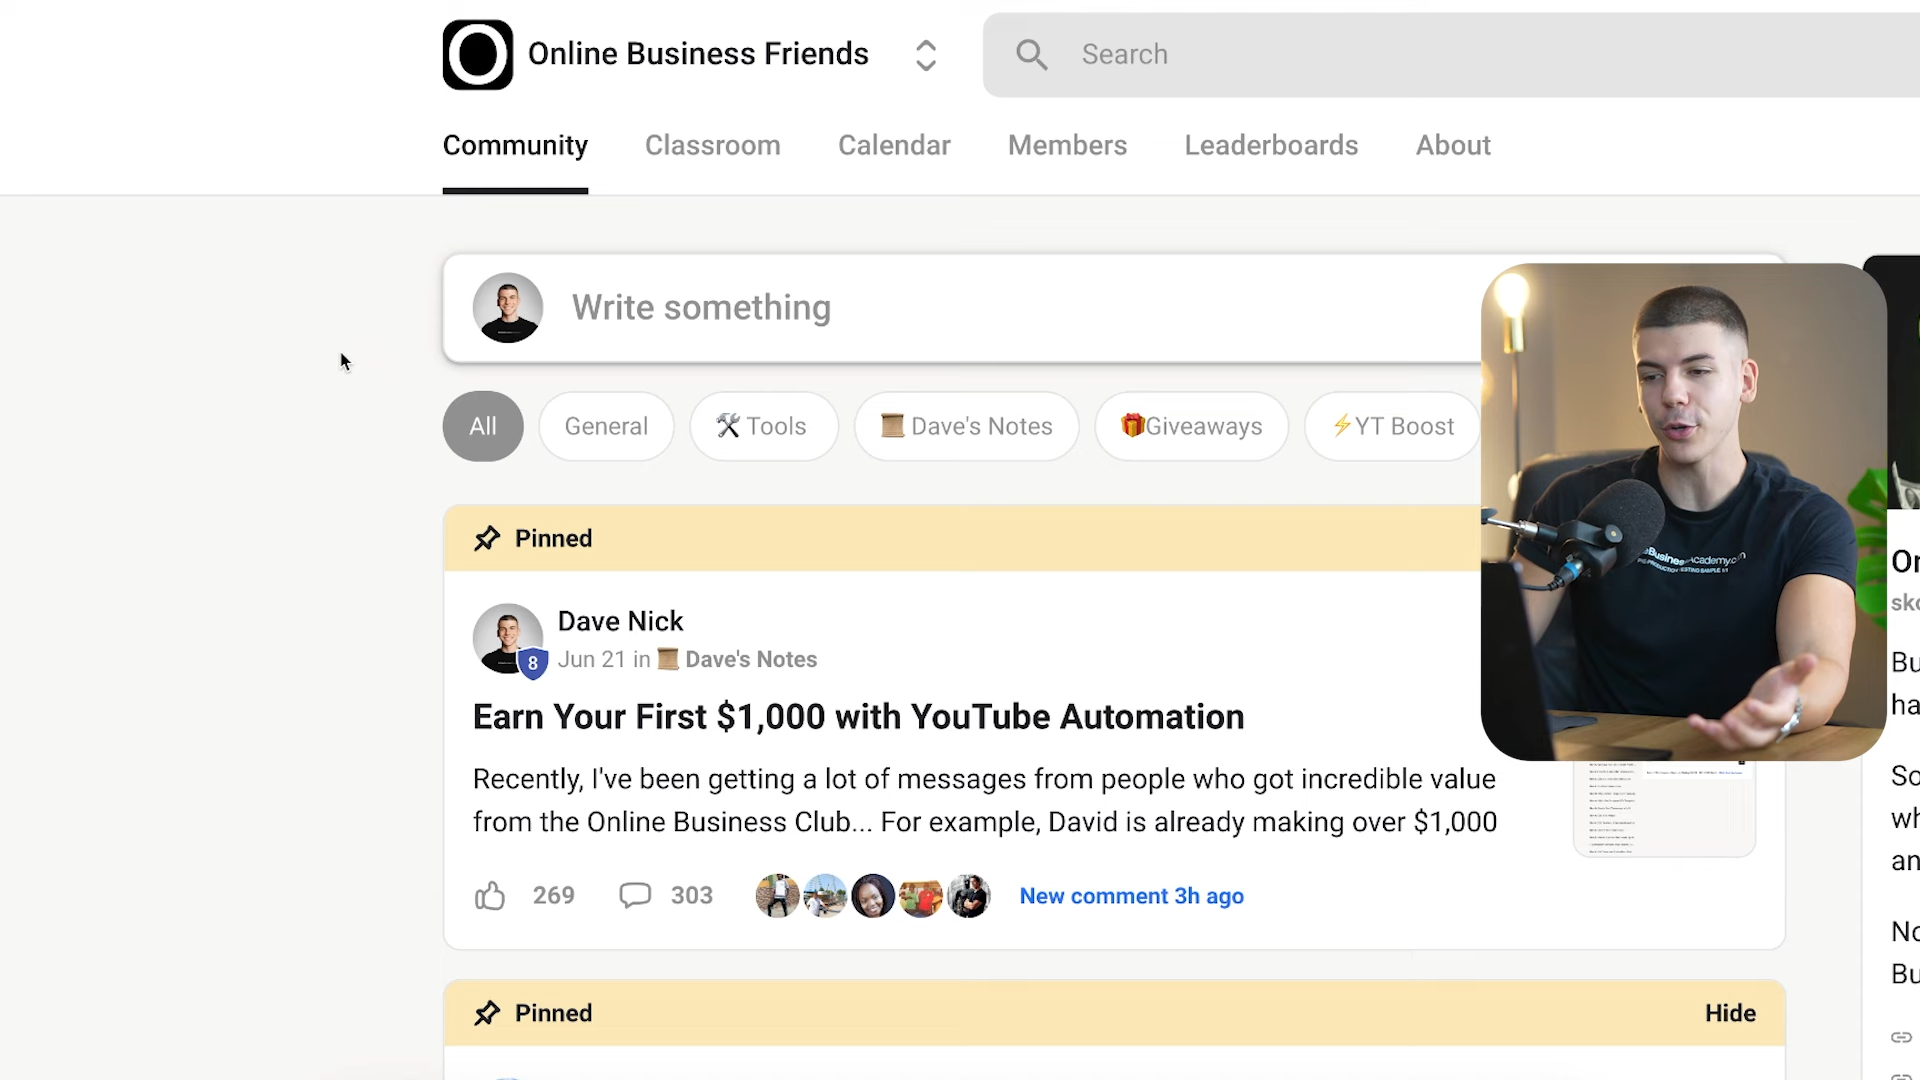 Online Business Friends
Search
Community
Classroom
Calendar
Members
Leaderboards
About
Write something
All
General
Tools
Dave's Notes
Giveaways
YT Boost
Pinned
Dave Nick
8
Jun 21 in Dave's Notes
Earn Your First $1,000 with YouTube Automation
Recently, I've been getting a lot of messages from people who got incredible value
from the Online Business Club... For example, David is already making over $1,000
269
303
New comment 3h ago
Pinned
Hide